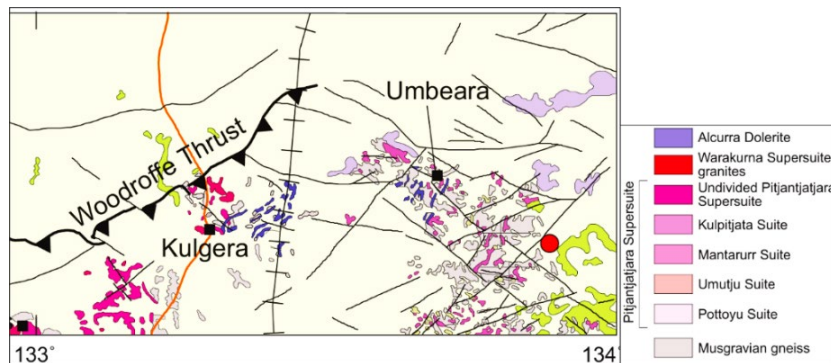 Umbeara
Woodroffe Thrust
Kulgera
133°
134°
Alcurra Dolerite
Warakurna Supersuite
granites
Undivided Pitjantjatjara
Supersuite
Kulpitjata Suite
Mantarurr Suite
Umutju Suite
Pottoyu Suite
Musgravian gneiss
Pitjantjatjara Supersuite